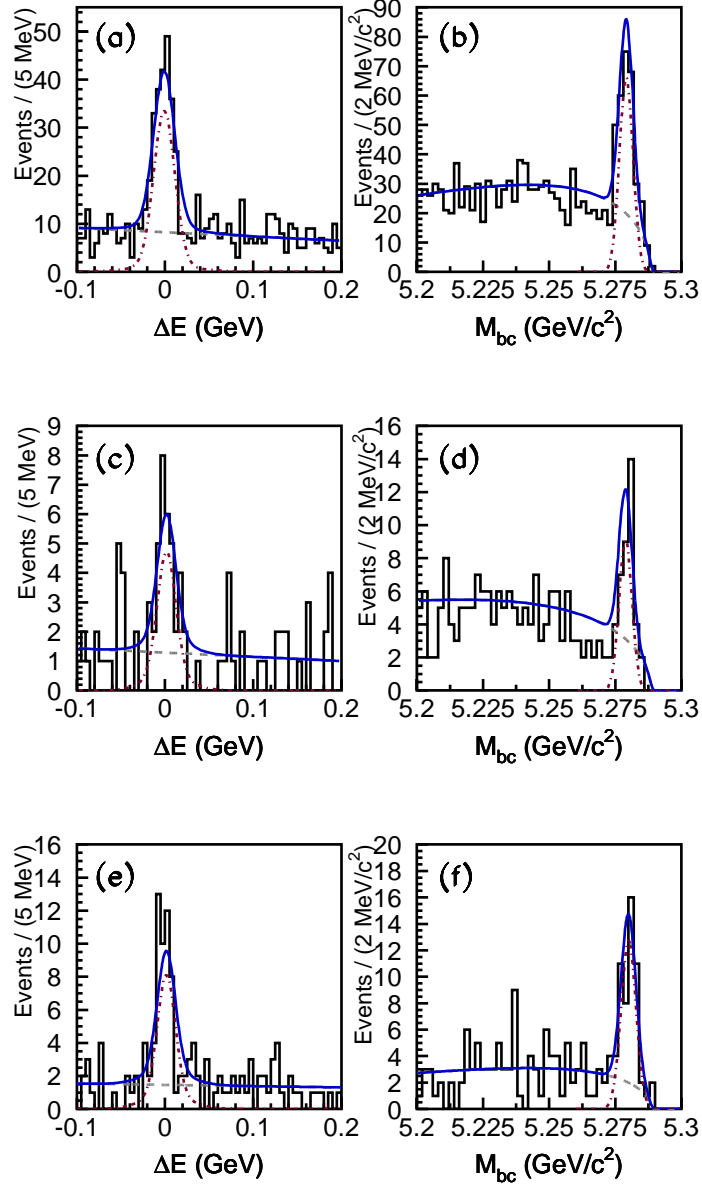 (a)
Events / (5 MeV)
50
40
30
20
10
0
-0.1 0 0.1 0.2
ΔE (GeV)
(b)
Events / (2 MeV/c²)
90
80
70
60
50
40
30
20
10
0
5.2 5.225 5.25 5.275 5.3
M_bc (GeV/c²)
(c)
Events / (5 MeV)
9
8
7
6
5
4
3
2
1
0
-0.1 0 0.1 0.2
ΔE (GeV)
(d)
Events / (2 MeV/c²)
16
14
12
10
8
6
4
2
0
5.2 5.225 5.25 5.275 5.3
M_bc (GeV/c²)
(e)
Events / (5 MeV)
16
14
12
10
8
6
4
2
0
-0.1 0 0.1 0.2
ΔE (GeV)
(f)
Events / (2 MeV/c²)
20
18
16
14
12
10
8
6
4
2
0
5.2 5.225 5.25 5.275 5.3
M_bc (GeV/c²)